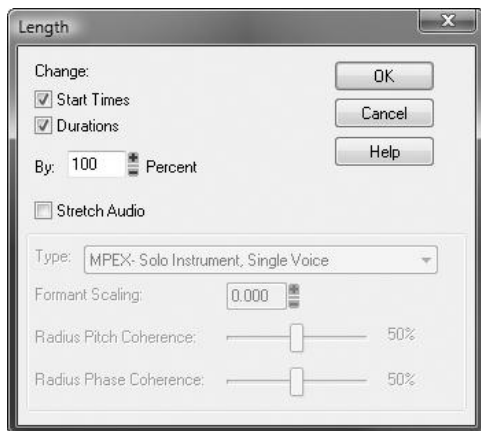 Length
Change:
OK
Start Times
Cancel
Durations
Help
By: 100 Percent
Stretch Audio
Type: MPEX- Solo Instrument, Single Voice
Formant Scaling: 0.000
Radius Pitch Coherence: 50%
Radius Phase Coherence: 50%